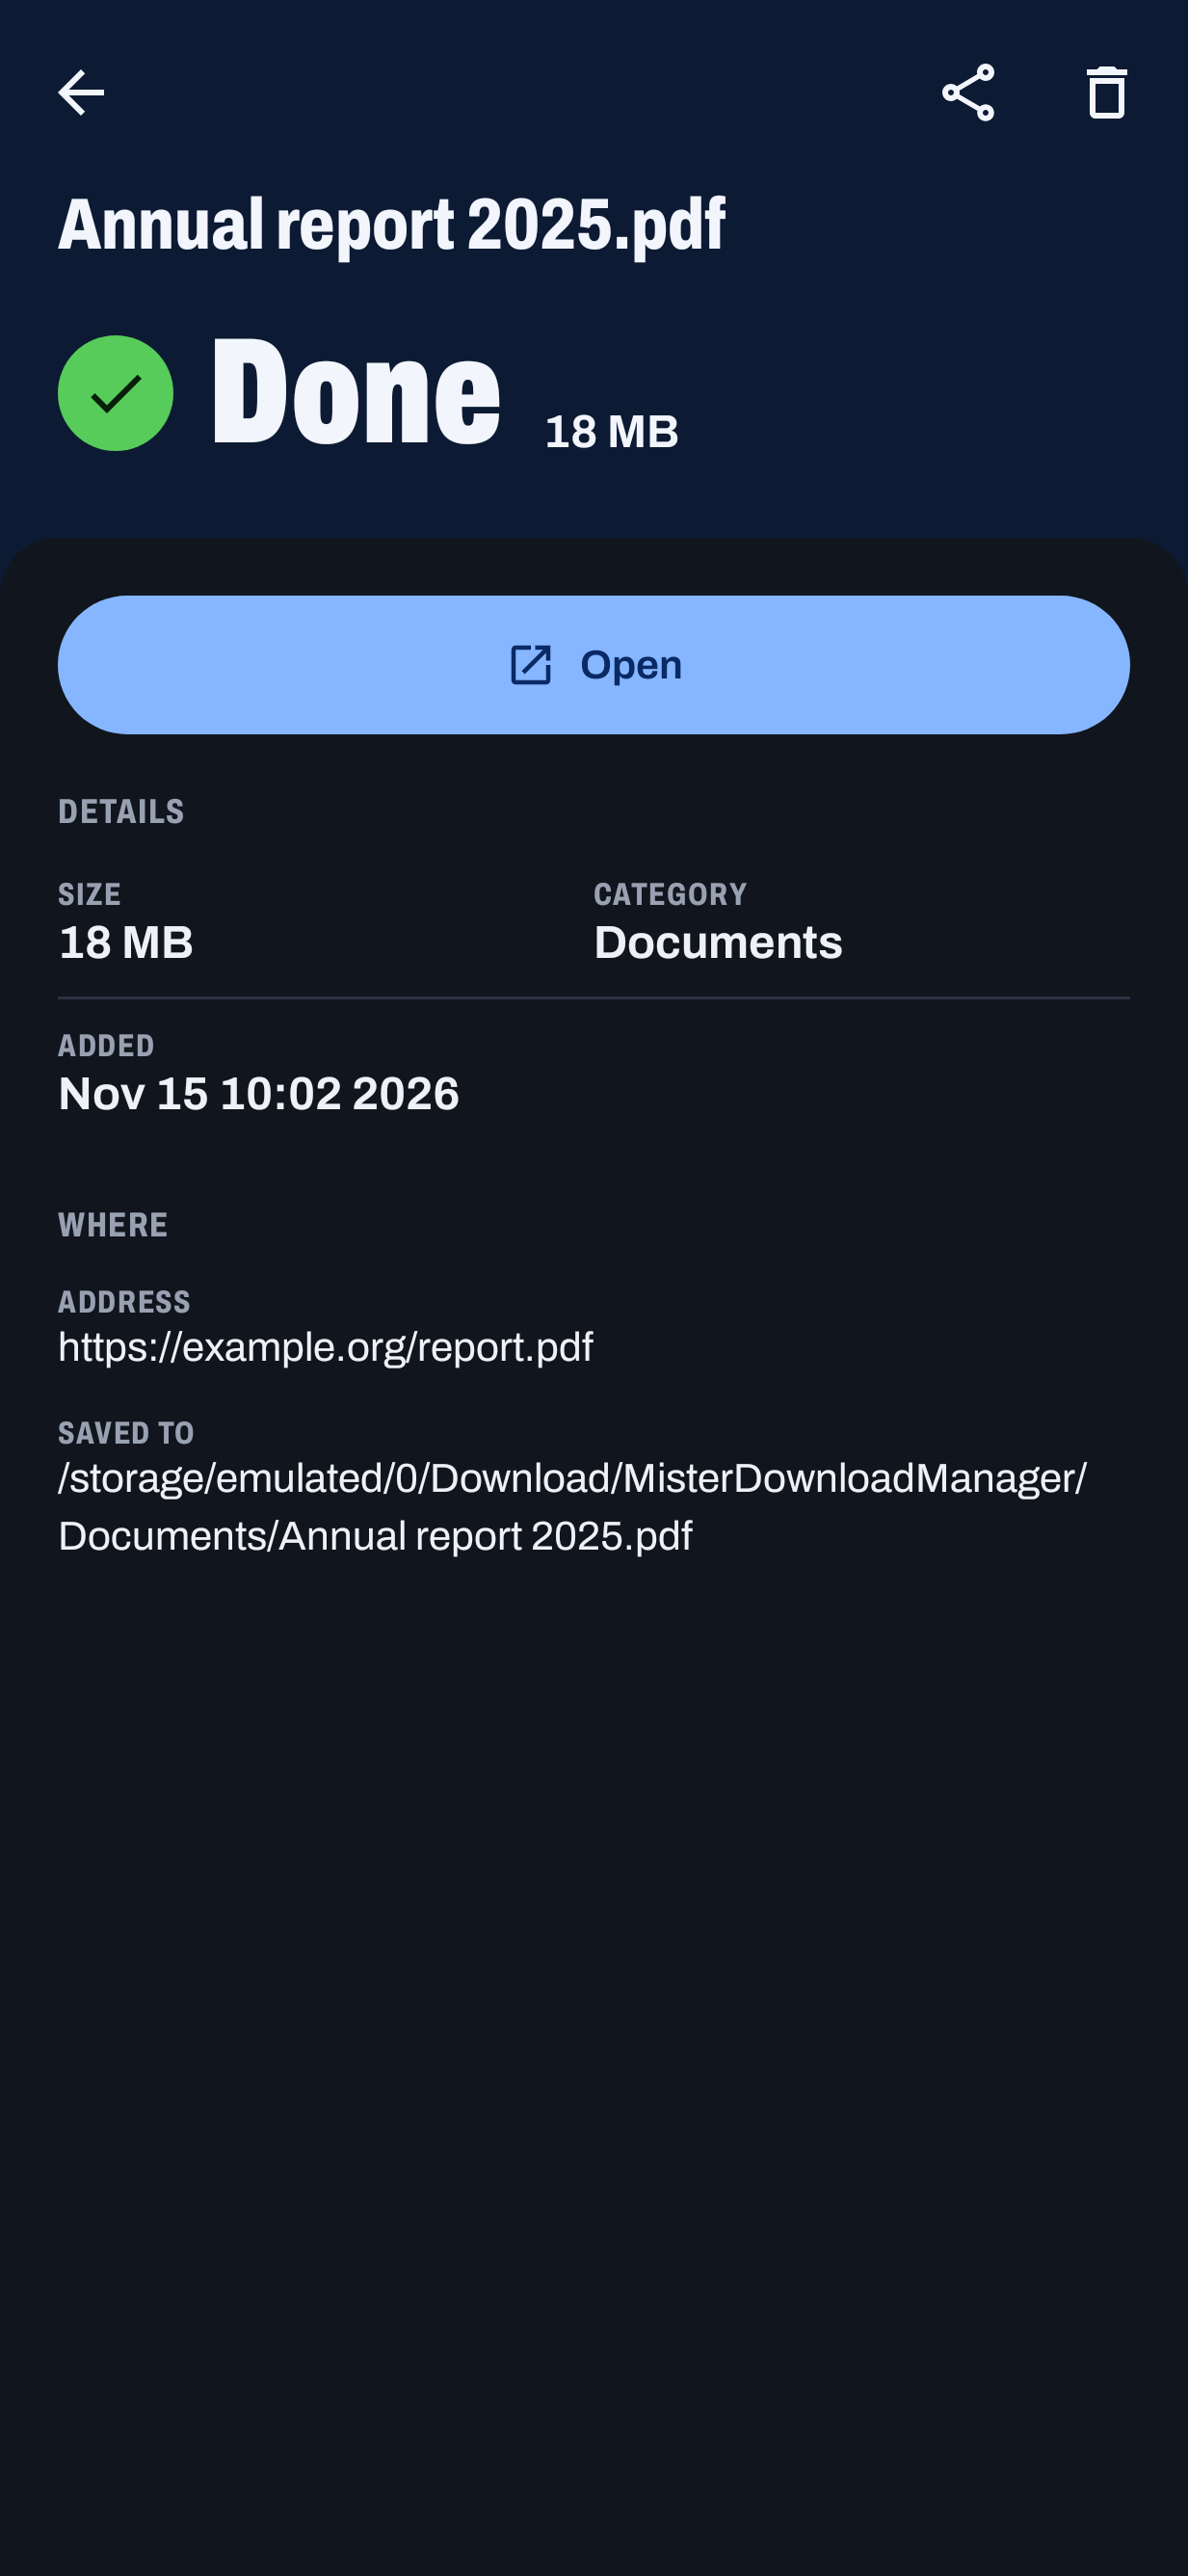 Annual report 2025.pdf
Done 18 MB
Open
DETAILS
SIZE CATEGORY
18 MB Documents
ADDED
Nov 15 10:02 2026
WHERE
ADDRESS
https://example.org/report.pdf
SAVED TO
/storage/emulated/0/Download/MisterDownloadManager/
Documents/Annual report 2025.pdf